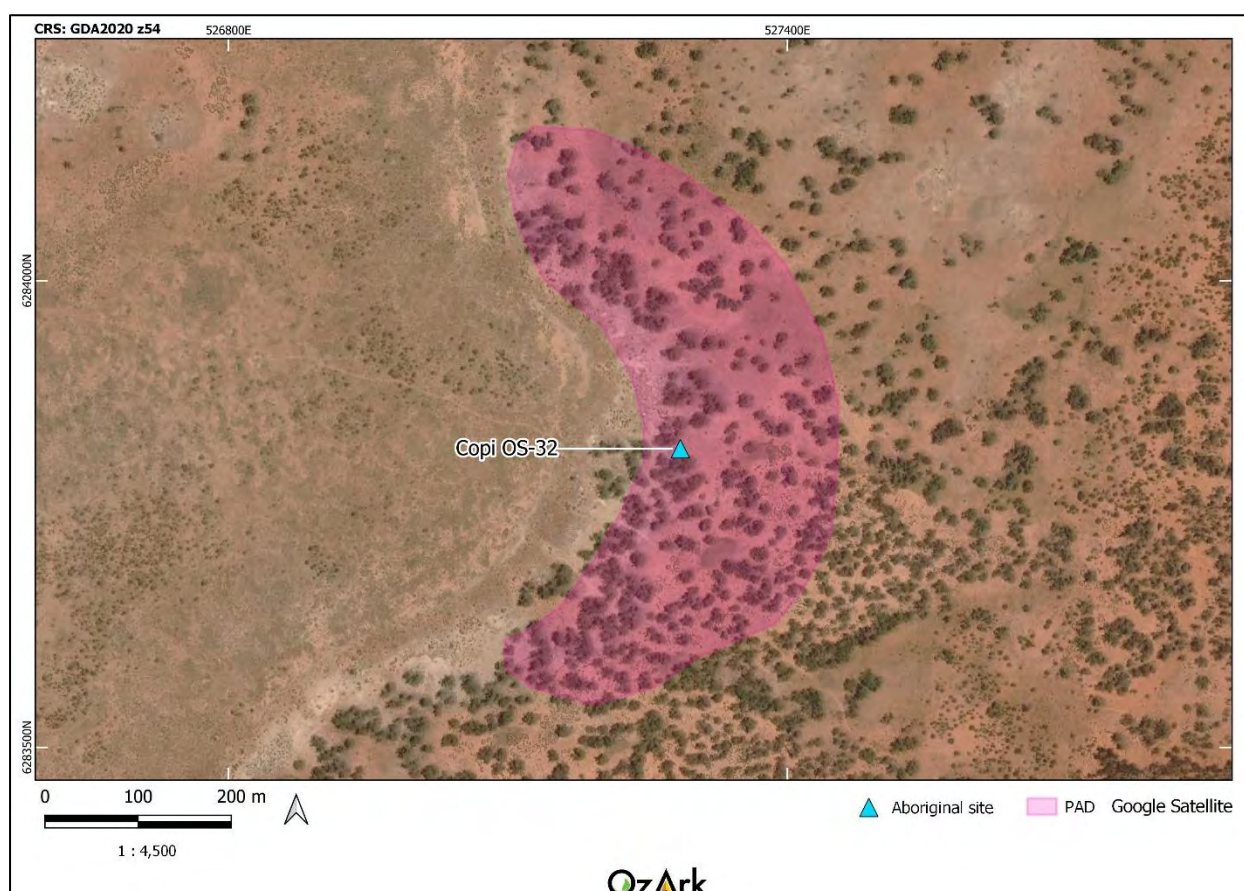 CRS: GDA2020 z54
526800E
527400E
6284000N
Copi OS-32
6283500N
0 100 200 m
1 : 4,500
Aboriginal site
PAD
Google Satellite
OzArk